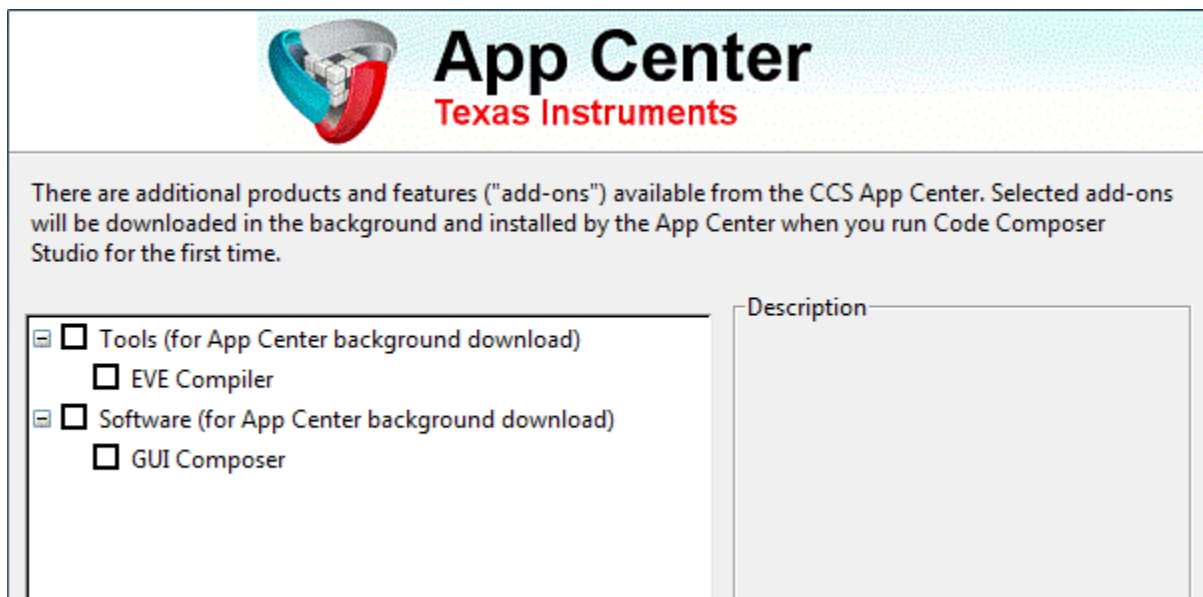 App Center
Texas Instruments
There are additional products and features ("add-ons") available from the CCS App Center. Selected add-ons
will be downloaded in the background and installed by the App Center when you run Code Composer
Studio for the first time.
Description
Tools (for App Center background download)
EVE Compiler
Software (for App Center background download)
GUI Composer